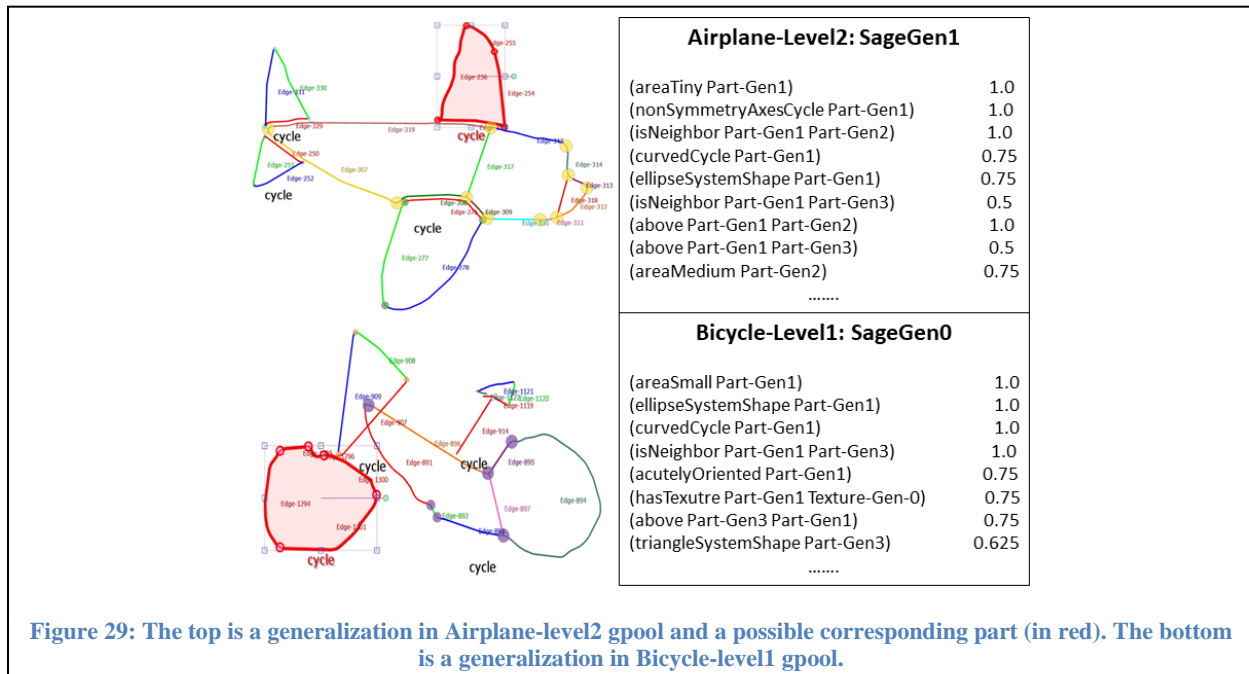 Edge-255
Edge-256
Edge-254
Edge-330
Edge-331
Edge-329
Edge-319
cycle
cycle
Edge-315
Edge-250
Edge-251
Edge-252
cycle
Edge-307
Edge-317
Edge-314
Edge-313
Edge-318
Edge-312
Edge-309
Edge-311
cycle
Edge-277
Edge-278
Edge-908
Edge-909
Edge-907
Edge-1121
Edge-1120
Edge-1119
Edge-914
Edge-896
Edge-891
cycle
cycle
Edge-895
Edge-1300
Edge-1294
Edge-894
Edge-897
Edge-892
cycle
cycle
Airplane-Level2: SageGen1
(areaTiny Part-Gen1) 1.0
(nonSymmetryAxesCycle Part-Gen1) 1.0
(isNeighbor Part-Gen1 Part-Gen2) 1.0
(curvedCycle Part-Gen1) 0.75
(ellipseSystemShape Part-Gen1) 0.75
(isNeighbor Part-Gen1 Part-Gen3) 0.5
(above Part-Gen1 Part-Gen2) 1.0
(above Part-Gen1 Part-Gen3) 0.5
(areaMedium Part-Gen2) 0.75
.......
Bicycle-Level1: SageGen0
(areaSmall Part-Gen1) 1.0
(ellipseSystemShape Part-Gen1) 1.0
(curvedCycle Part-Gen1) 1.0
(isNeighbor Part-Gen1 Part-Gen3) 1.0
(acutelyOriented Part-Gen1) 0.75
(hasTexutre Part-Gen1 Texture-Gen-0) 0.75
(above Part-Gen3 Part-Gen1) 0.75
(triangleSystemShape Part-Gen3) 0.625
.......
Figure 29: The top is a generalization in Airplane-level2 gpool and a possible corresponding part (in red). The bottom
is a generalization in Bicycle-level1 gpool.